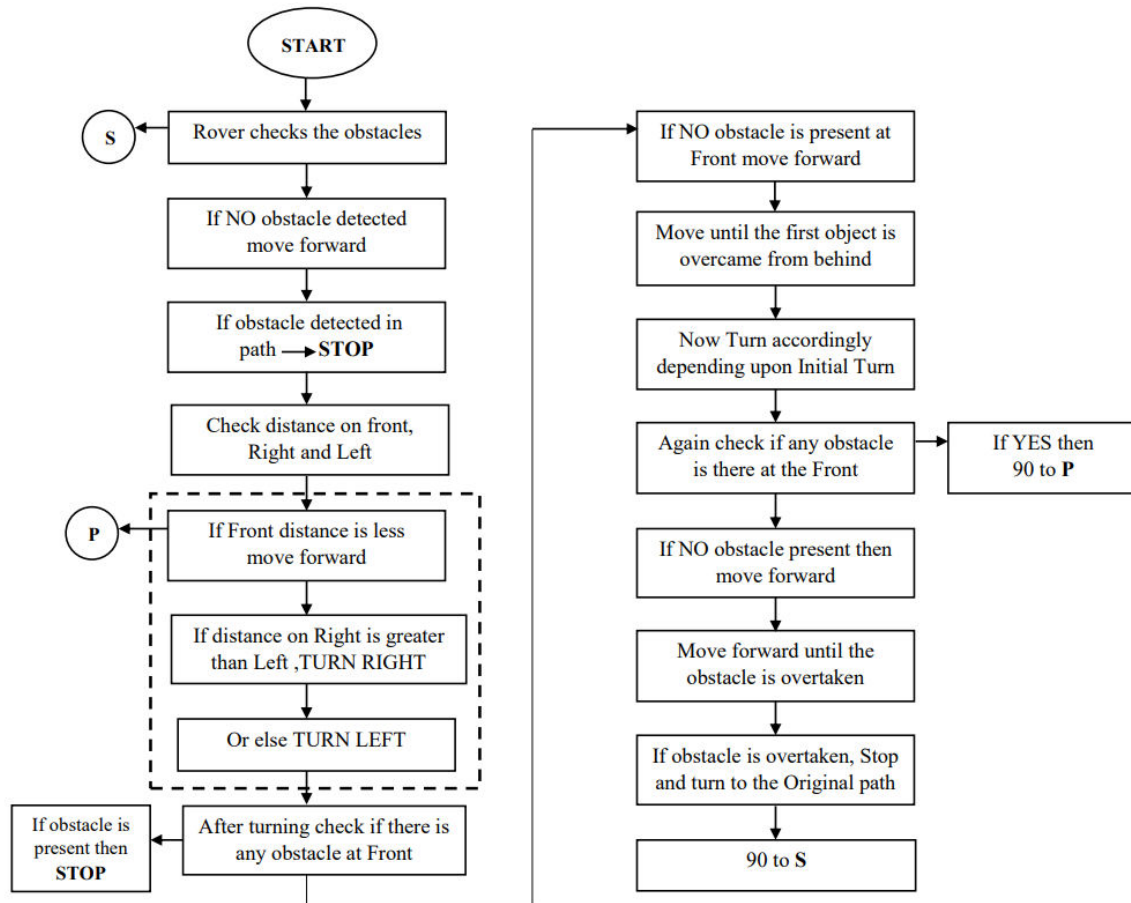 START
S
Rover checks the obstacles
If NO obstacle detected
move forward
If obstacle detected in
path STOP
Check distance on front,
Right and Left
P
If Front distance is less
move forward
If distance on Right is greater
than Left ,TURN RIGHT
Or else TURN LEFT
If obstacle is
present then
STOP
After turning check if there is
any obstacle at Front
If NO obstacle is present at
Front move forward
Move until the first object is
overcame from behind
Now Turn accordingly
depending upon Initial Turn
Again check if any obstacle
is there at the Front
If YES then
90 to P
If NO obstacle present then
move forward
Move forward until the
obstacle is overtaken
If obstacle is overtaken, Stop
and turn to the Original path
90 to S